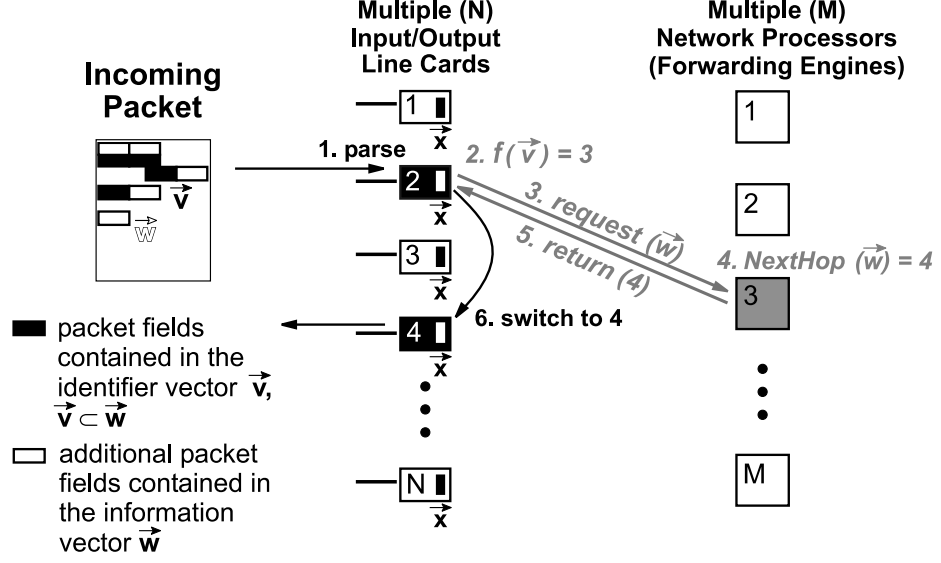 Multiple (N)
Input/Output
Line Cards
Multiple (M)
Network Processors
(Forwarding Engines)
Incoming
Packet
v
w
1. parse
2. f(v) = 3
3. request (w)
4. NextHop (w) = 4
5. return (4)
6. switch to 4
1
x
2
x
3
x
4
x
N
x
1
2
3
M
packet fields
contained in the
identifier vector v,
v ⊂ w
additional packet
fields contained in
the information
vector w